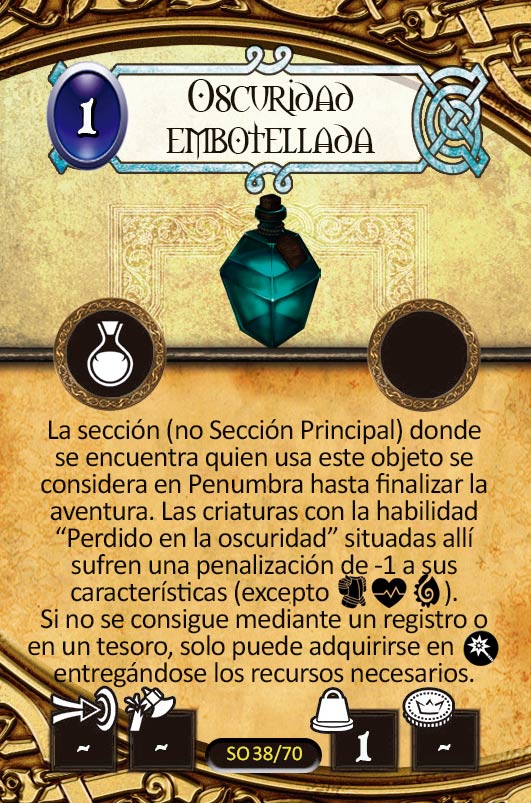 1
Oscuridad
embotellada
La sección (no Sección Principal) donde
se encuentra quien usa este objeto se
considera en Penumbra hasta finalizar la
aventura. Las criaturas con la habilidad
“Perdido en la oscuridad” situadas allí
sufren una penalización de -1 a sus
características (excepto ).
Si no se consigue mediante un registro o
en un tesoro, solo puede adquirirse en
entregándose los recursos necesarios.
~ ~ SO 38/70 1 ~